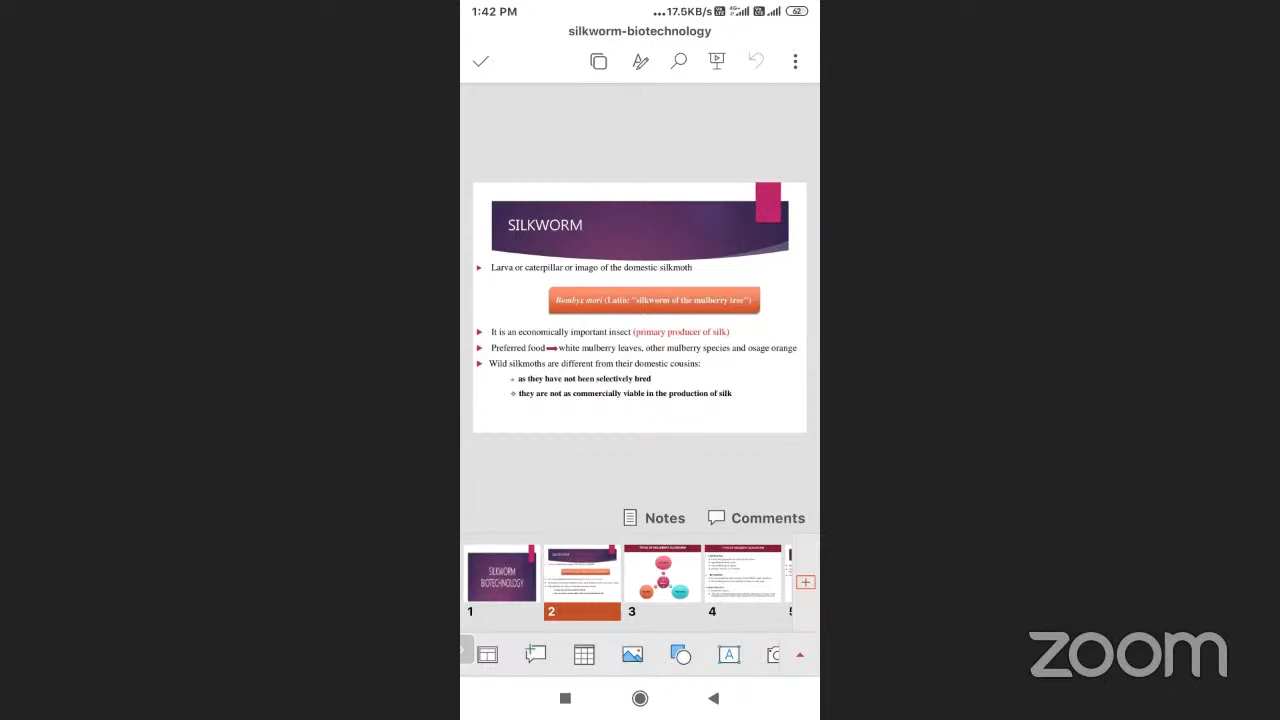 1:42 PM
...17.5KB/s 4G+ 62
silkworm-biotechnology
SILKWORM
Larva or caterpillar or imago of the domestic silkmoth
Bombyx mori (Latin: "silkworm of the mulberry tree")
It is an economically important insect (primary producer of silk)
Preferred food white mulberry leaves, other mulberry species and osage orange
Wild silkmoths are different from their domestic cousins:
as they have not been selectively bred
they are not as commercially viable in the production of silk
Notes
Comments
SILKWORM
BIOTECHNOLOGY
1
2
3
4
zoom